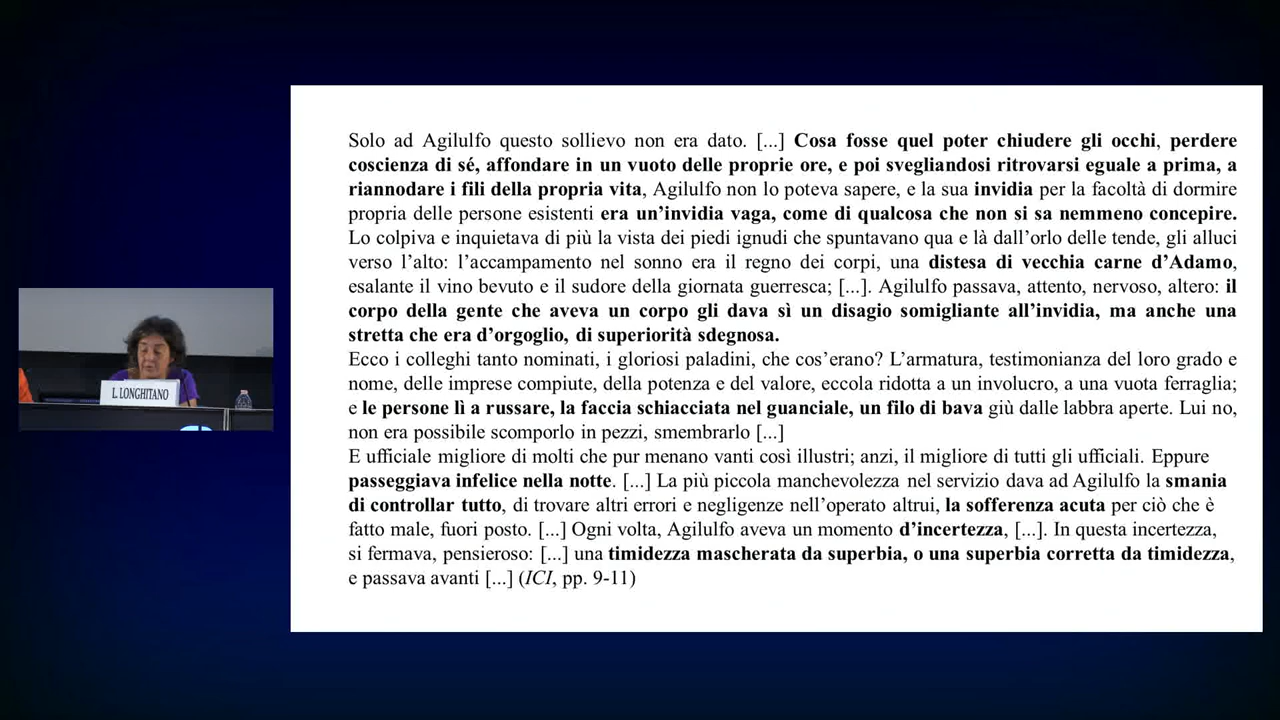 Solo ad Agilulfo questo sollievo non era dato. [...] Cosa fosse quel poter chiudere gli occhi, perdere
coscienza di sé, affondare in un vuoto delle proprie ore, e poi svegliandosi ritrovarsi eguale a prima, a
riannodare i fili della propria vita, Agilulfo non lo poteva sapere, e la sua invidia per la facoltà di dormire
propria delle persone esistenti era un’invidia vaga, come di qualcosa che non si sa nemmeno concepire.
Lo colpiva e inquietava di più la vista dei piedi ignudi che spuntavano qua e là dall’orlo delle tende, gli alluci
verso l’alto: l’accampamento nel sonno era il regno dei corpi, una distesa di vecchia carne d’Adamo,
esalante il vino bevuto e il sudore della giornata guerresca; [...]. Agilulfo passava, attento, nervoso, altero: il
corpo della gente che aveva un corpo gli dava sì un disagio somigliante all’invidia, ma anche una
stretta che era d’orgoglio, di superiorità sdegnosa.
Ecco i colleghi tanto nominati, i gloriosi paladini, che cos’erano? L’armatura, testimonianza del loro grado e
nome, delle imprese compiute, della potenza e del valore, eccola ridotta a un involucro, a una vuota ferraglia;
e le persone lì a russare, la faccia schiacciata nel guanciale, un filo di bava giù dalle labbra aperte. Lui no,
non era possibile scomporlo in pezzi, smembrarlo [...]
E ufficiale migliore di molti che pur menano vanti così illustri; anzi, il migliore di tutti gli ufficiali. Eppure
passeggiava infelice nella notte. [...] La più piccola manchevolezza nel servizio dava ad Agilulfo la smania
di controllar tutto, di trovare altri errori e negligenze nell’operato altrui, la sofferenza acuta per ciò che è
fatto male, fuori posto. [...] Ogni volta, Agilulfo aveva un momento d’incertezza, [...]. In questa incertezza,
si fermava, pensieroso: [...] una timidezza mascherata da superbia, o una superbia corretta da timidezza,
e passava avanti [...] (ICI, pp. 9-11)
L. LONGHITANO